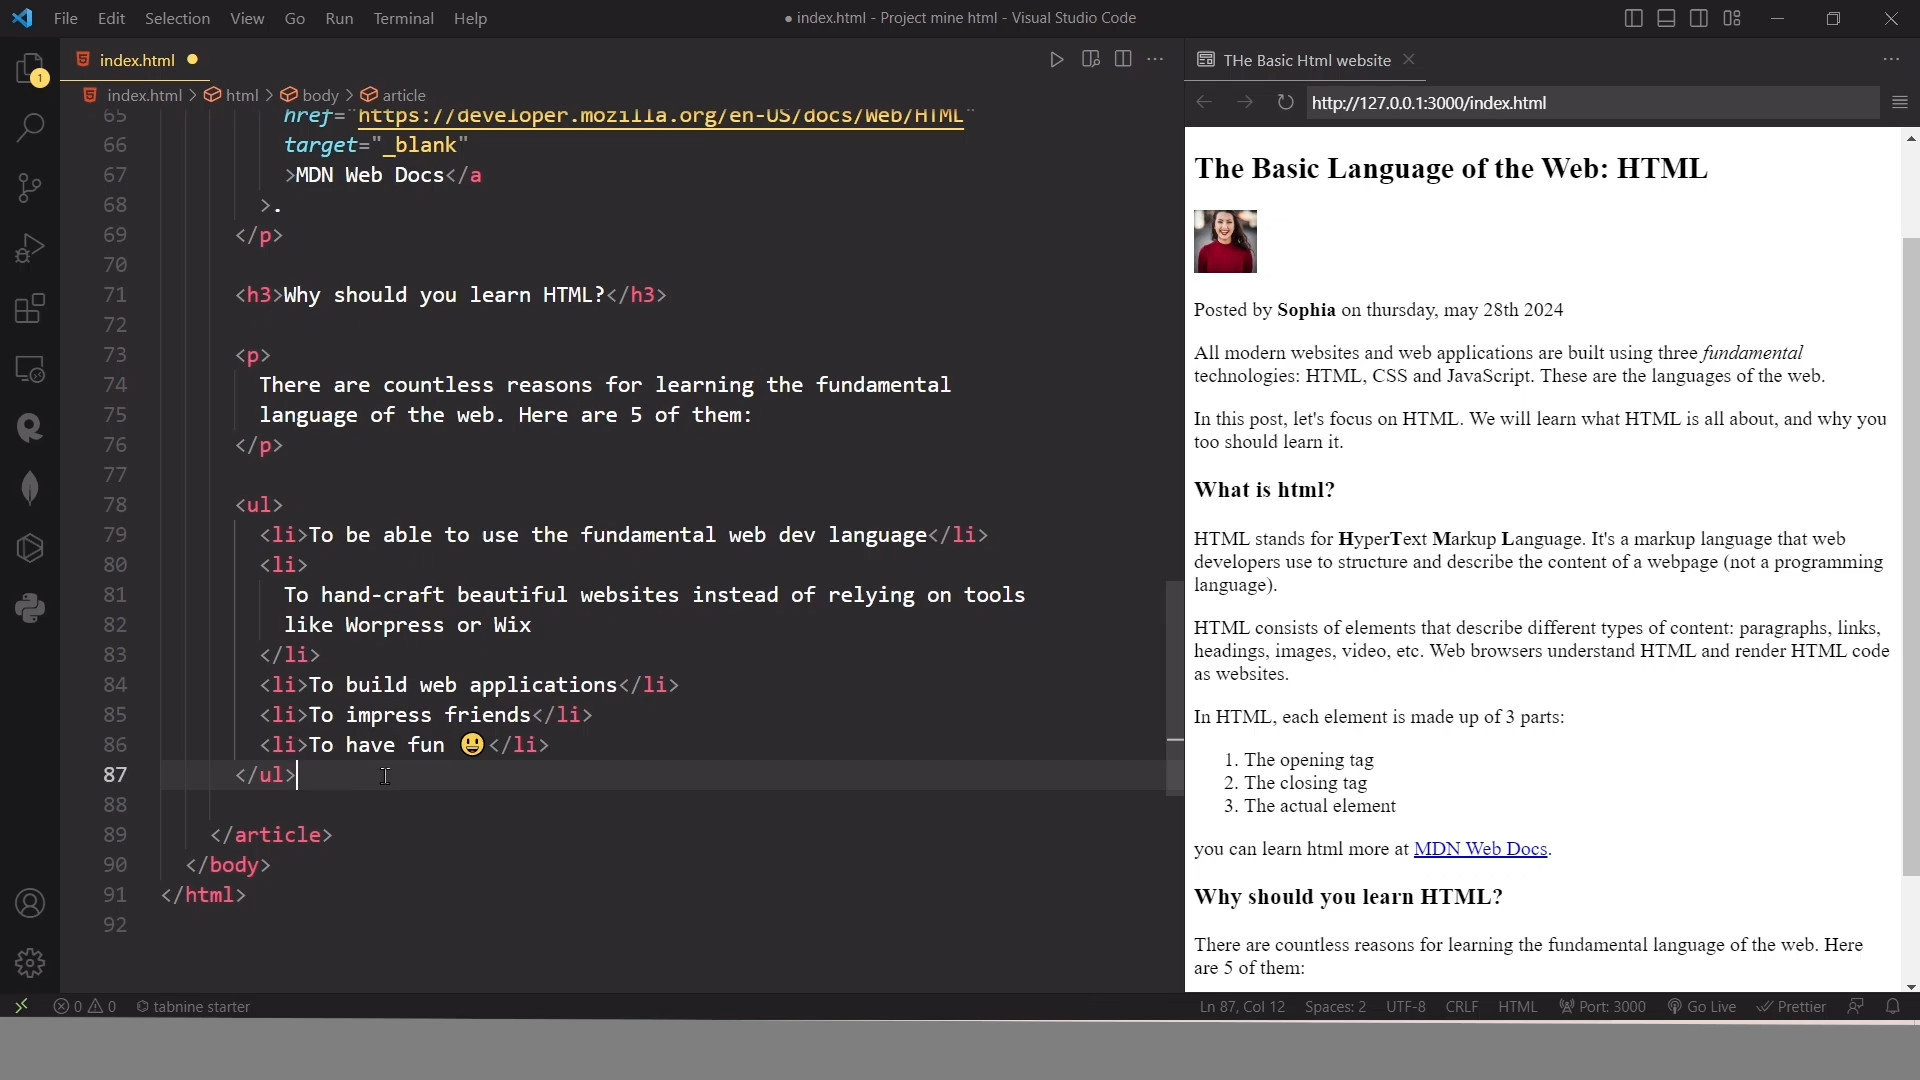 File Edit Selection View Go Run Terminal Help
● index.html - Project mine html - Visual Studio Code
index.html ●
index.html > html > body > article
65 href="https://developer.mozilla.org/en-US/docs/Web/HTML"
66 target="_blank"
67 >MDN Web Docs</a
68 >.
69 </p>
70
71 <h3>Why should you learn HTML?</h3>
72
73 <p>
74 There are countless reasons for learning the fundamental
75 language of the web. Here are 5 of them:
76 </p>
77
78 <ul>
79 <li>To be able to use the fundamental web dev language</li>
80 <li>
81 To hand-craft beautiful websites instead of relying on tools
82 like Worpress or Wix
83 </li>
84 <li>To build web applications</li>
85 <li>To impress friends</li>
86 <li>To have fun 😃</li>
87 </ul>
88
89 </article>
90 </body>
91 </html>
92
1
THe Basic Html website
http://127.0.0.1:3000/index.html
The Basic Language of the Web: HTML
Posted by Sophia on thursday, may 28th 2024
All modern websites and web applications are built using three fundamental
technologies: HTML, CSS and JavaScript. These are the languages of the web.
In this post, let's focus on HTML. We will learn what HTML is all about, and why you
too should learn it.
What is html?
HTML stands for HyperText Markup Language. It's a markup language that web
developers use to structure and describe the content of a webpage (not a programming
language).
HTML consists of elements that describe different types of content: paragraphs, links,
headings, images, video, etc. Web browsers understand HTML and render HTML code
as websites.
In HTML, each element is made up of 3 parts:
1. The opening tag
2. The closing tag
3. The actual element
you can learn html more at MDN Web Docs.
Why should you learn HTML?
There are countless reasons for learning the fundamental language of the web. Here
are 5 of them:
0 0 tabnine starter
Ln 87, Col 12 Spaces: 2 UTF-8 CRLF HTML Port: 3000 Go Live Prettier